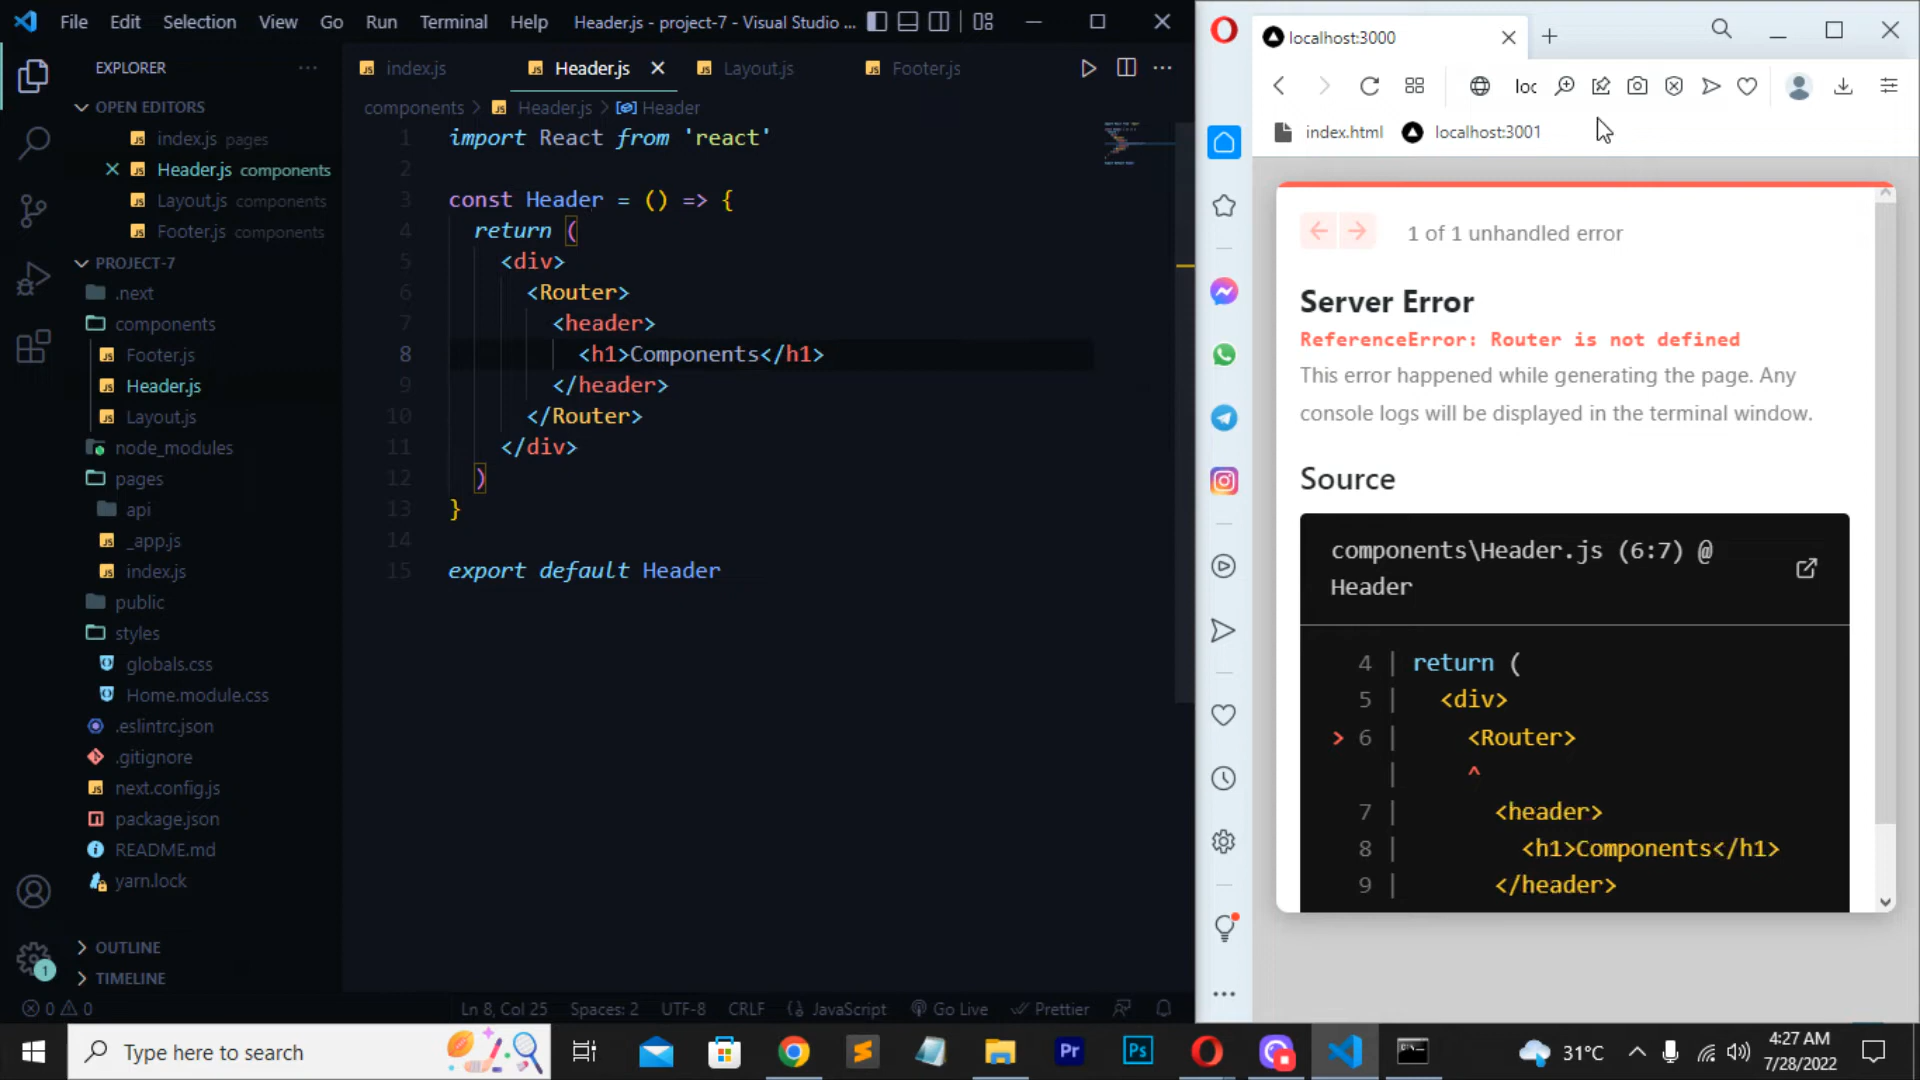 File Edit Selection View Go Run Terminal Help Header.js - project-7 - Visual Studio ...
EXPLORER
OPEN EDITORS
index.js pages
Header.js components
Layout.js components
Footer.js components
PROJECT-7
.next
components
Footer.js
Header.js
Layout.js
node_modules
pages
api
_app.js
index.js
public
styles
globals.css
Home.module.css
.eslintrc.json
.gitignore
next.config.js
package.json
README.md
yarn.lock
OUTLINE
TIMELINE
index.js Header.js Layout.js Footer.js
components > Header.js > Header
1 import React from 'react'
2
3 const Header = () => {
4 return (
5 <div>
6 <Router>
7 <header>
8 <h1>Components</h1>
9 </header>
10 </Router>
11 </div>
12 )
13 }
14
15 export default Header
0 0 Ln 8, Col 25 Spaces: 2 UTF-8 CRLF {} JavaScript Go Live Prettier
1
localhost:3000
loc
index.html localhost:3001
1 of 1 unhandled error
Server Error
ReferenceError: Router is not defined
This error happened while generating the page. Any
console logs will be displayed in the terminal window.
Source
components\Header.js (6:7) @
Header
4 | return (
5 | <div>
> 6 | <Router>
| ^
7 | <header>
8 | <h1>Components</h1>
9 | </header>
Type here to search
Pr
Ps
31°C
4:27 AM
7/28/2022